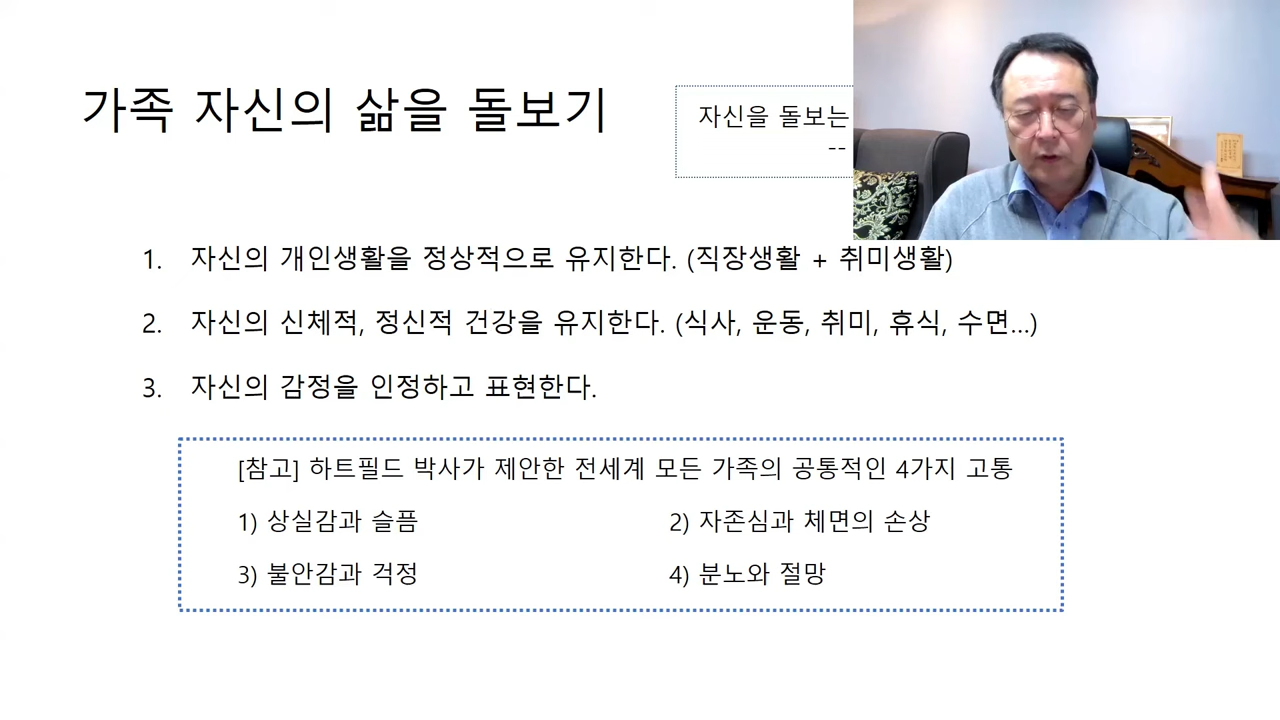 가족 자신의 삶을 돌보기
자신을 돌보는
--
1. 자신의 개인생활을 정상적으로 유지한다. (직장생활 + 취미생활)
2. 자신의 신체적, 정신적 건강을 유지한다. (식사, 운동, 취미, 휴식, 수면...)
3. 자신의 감정을 인정하고 표현한다.
[참고] 하트필드 박사가 제안한 전세계 모든 가족의 공통적인 4가지 고통
1) 상실감과 슬픔 2) 자존심과 체면의 손상
3) 불안감과 걱정 4) 분노와 절망